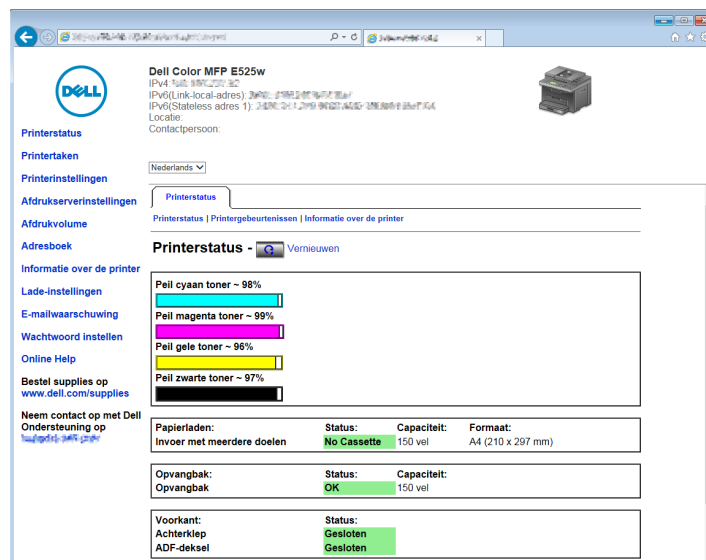 DELL
Dell Color MFP E525w
IPv4:
IPv6(Link-local-adres):
IPv6(Stateless adres 1):
Locatie:
Contactpersoon:
Nederlands
Printerstatus
Printertaken
Printerinstellingen
Afdrukserverinstellingen
Afdrukvolume
Adresboek
Informatie over de printer
Lade-instellingen
E-mailwaarschuwing
Wachtwoord instellen
Online Help
Bestel supplies op
www.dell.com/supplies
Neem contact op met Dell
Ondersteuning op
Printerstatus
Printerstatus | Printergebeurtenissen | Informatie over de printer
Printerstatus - Vernieuwen
Peil cyaan toner ~ 98%
Peil magenta toner ~ 99%
Peil gele toner ~ 96%
Peil zwarte toner ~ 97%
Papierladen: Status: Capaciteit: Formaat:
Invoer met meerdere doelen No Cassette 150 vel A4 (210 x 297 mm)
Opvangbak: Status: Capaciteit:
Opvangbak OK 150 vel
Voorkant: Status:
Achterklep Gesloten
ADF-deksel Gesloten